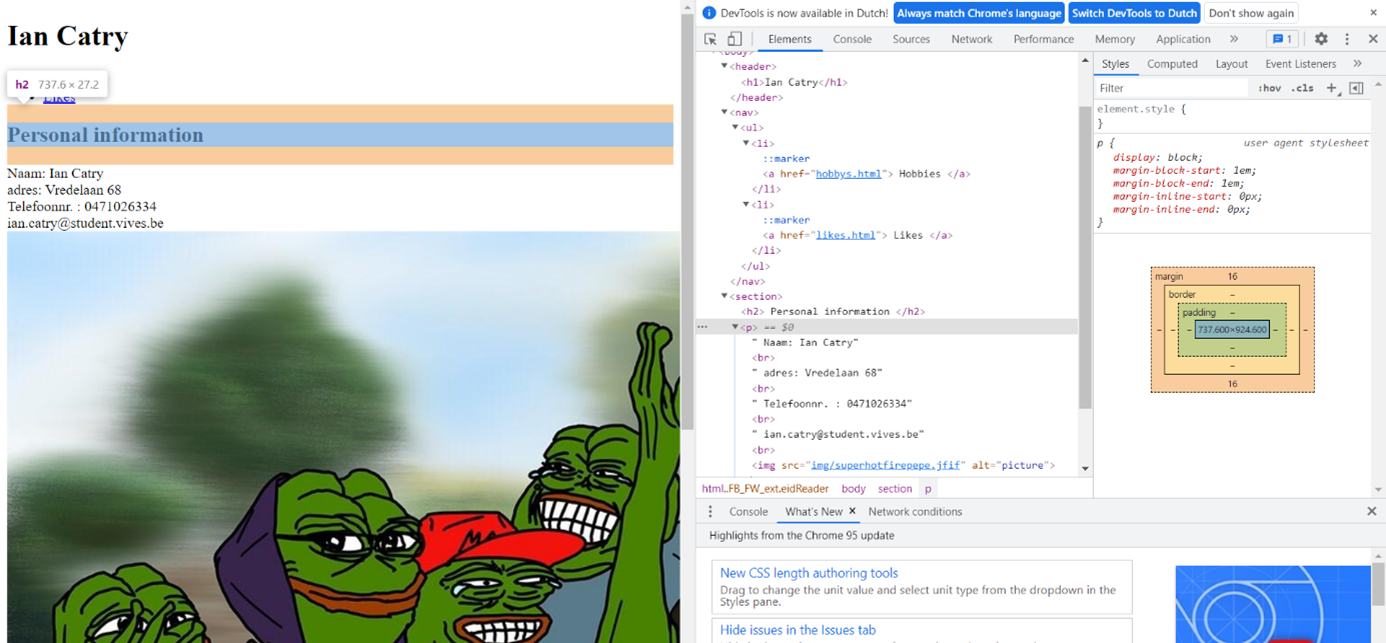 Ian Catry
h2 737.6 × 27.2
Likes
Personal information
Naam: Ian Catry
adres: Vredelaan 68
Telefoonnr. : 0471026334
ian.catry@student.vives.be
DevTools is now available in Dutch! Always match Chrome's language Switch DevTools to Dutch Don't show again ×
Elements Console Sources Network Performance Memory Application » 1
<body>
▼<header>
<h1>Ian Catry</h1>
</header>
▼<nav>
▼<ul>
▼<li>
::marker
<a href="hobbys.html"> Hobbies </a>
</li>
▼<li>
::marker
<a href="likes.html"> Likes </a>
</li>
</ul>
</nav>
▼<section>
<h2> Personal information </h2>
··· ▼<p> == $0
" Naam: Ian Catry"
<br>
" adres: Vredelaan 68"
<br>
" Telefoonnr. : 0471026334"
<br>
" ian.catry@student.vives.be"
<br>
<img src="img/superhotfirepepe.jfif" alt="picture">
html..FB_FW_ext.eidReader body section p
Styles Computed Layout Event Listeners »
Filter :hov .cls +
element.style {
}
p { user agent stylesheet
display: block;
margin-block-start: 1em;
margin-block-end: 1em;
margin-inline-start: 0px;
margin-inline-end: 0px;
}
margin 16
border –
padding –
– – – 737.600×924.600 – – –
–
–
16
Console What's New × Network conditions
Highlights from the Chrome 95 update
New CSS length authoring tools
Drag to change the unit value and select unit type from the dropdown in the
Styles pane.
Hide issues in the Issues tab